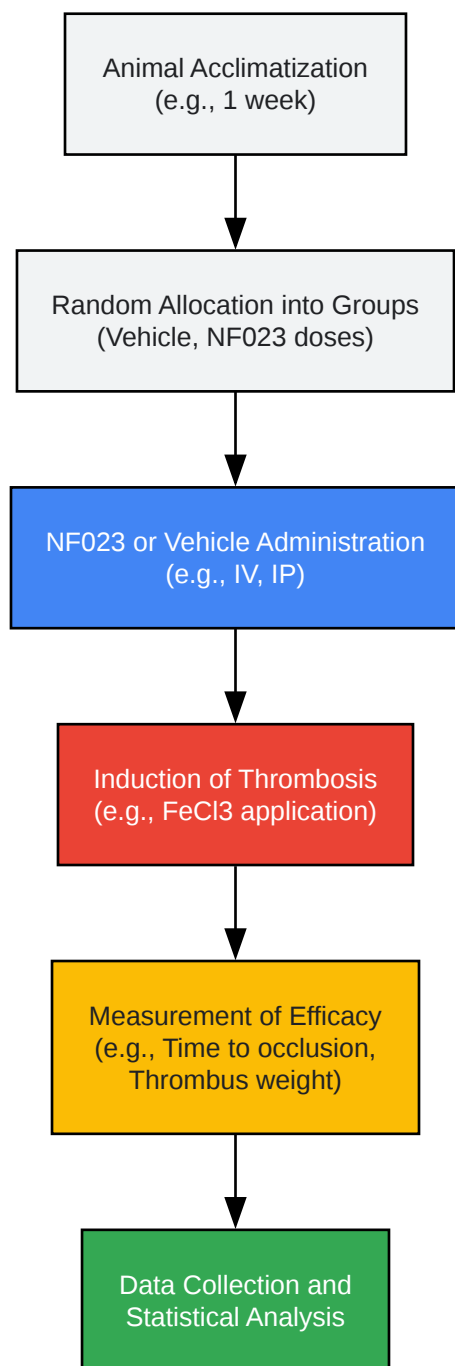 Animal Acclimatization
(e.g., 1 week)
Random Allocation into Groups
(Vehicle, NF023 doses)
NF023 or Vehicle Administration
(e.g., IV, IP)
Induction of Thrombosis
(e.g., FeCl3 application)
Measurement of Efficacy
(e.g., Time to occlusion,
Thrombus weight)
Data Collection and
Statistical Analysis